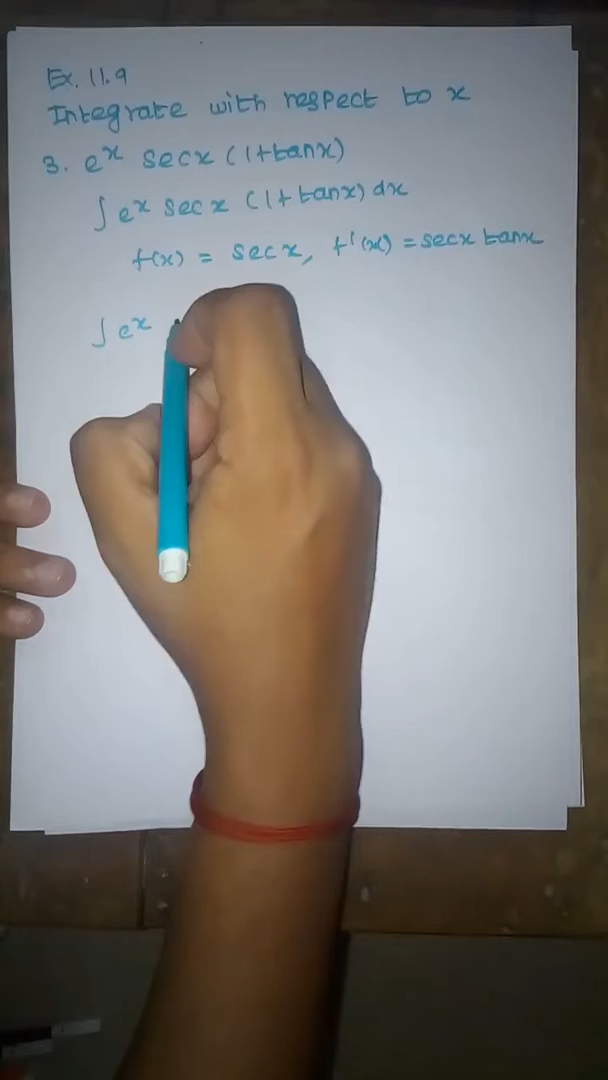 Ex. 11.9
Integrate with respect to x
3. eˣ secx (1+tanx)
∫eˣ sec x (1+tanx) dx
f(x) = sec x, f'(x) = secx tanx
∫eˣ